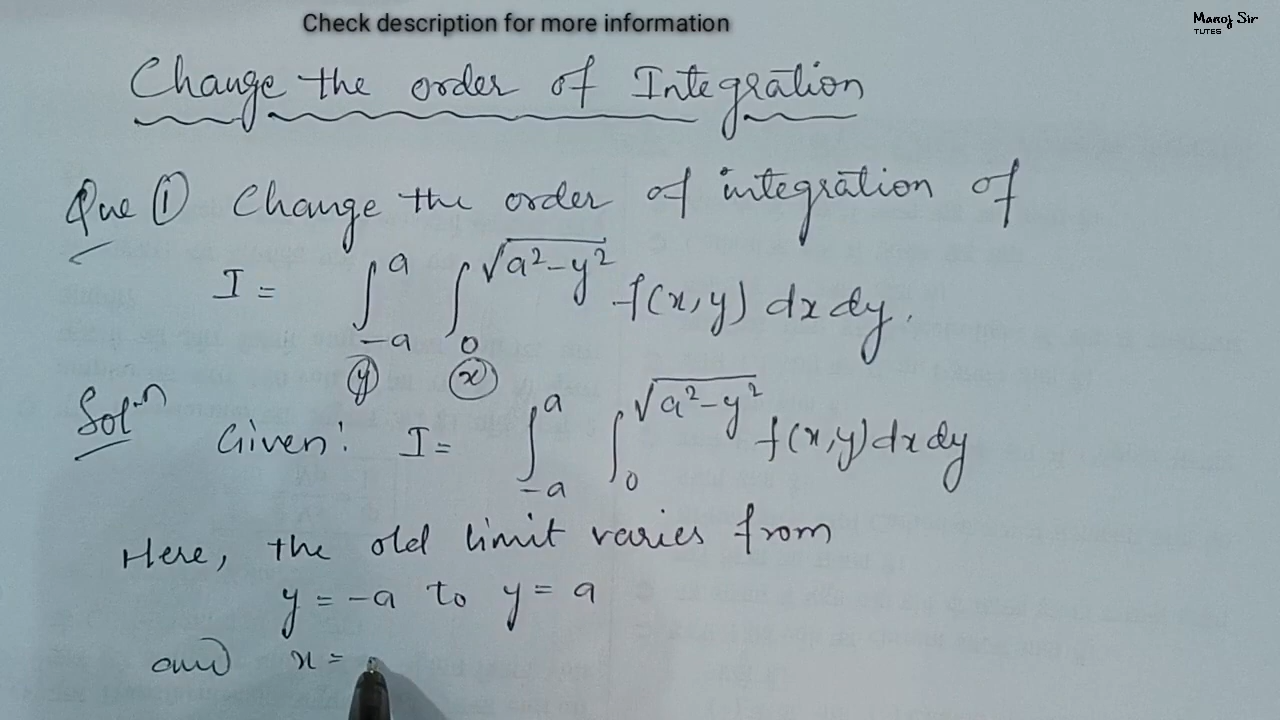 Check description for more information
Manoj Sir
TUTES
Change the order of Integration
Que ① Change the order of integration of
I = ∫_{-a}^{a} ∫_{0}^{√(a²-y²)} f(x,y) dx dy.
(y) (x)
Solⁿ Given: I = ∫_{-a}^{a} ∫_{0}^{√(a²-y²)} f(x,y) dx dy
Here, the old limit varies from
y = -a to y = a
and x =